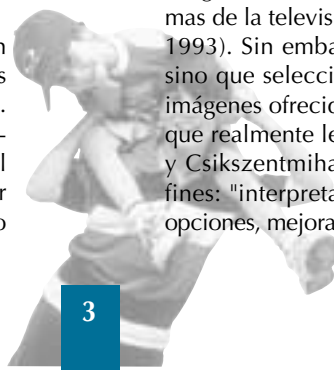 n
s
.
-
l
r
o
mas de la televis
1993). Sin emba
sino que selecci
imágenes ofrecid
que realmente le
y Csikszentmiha
fines: "interpreta
opciones, mejora
3